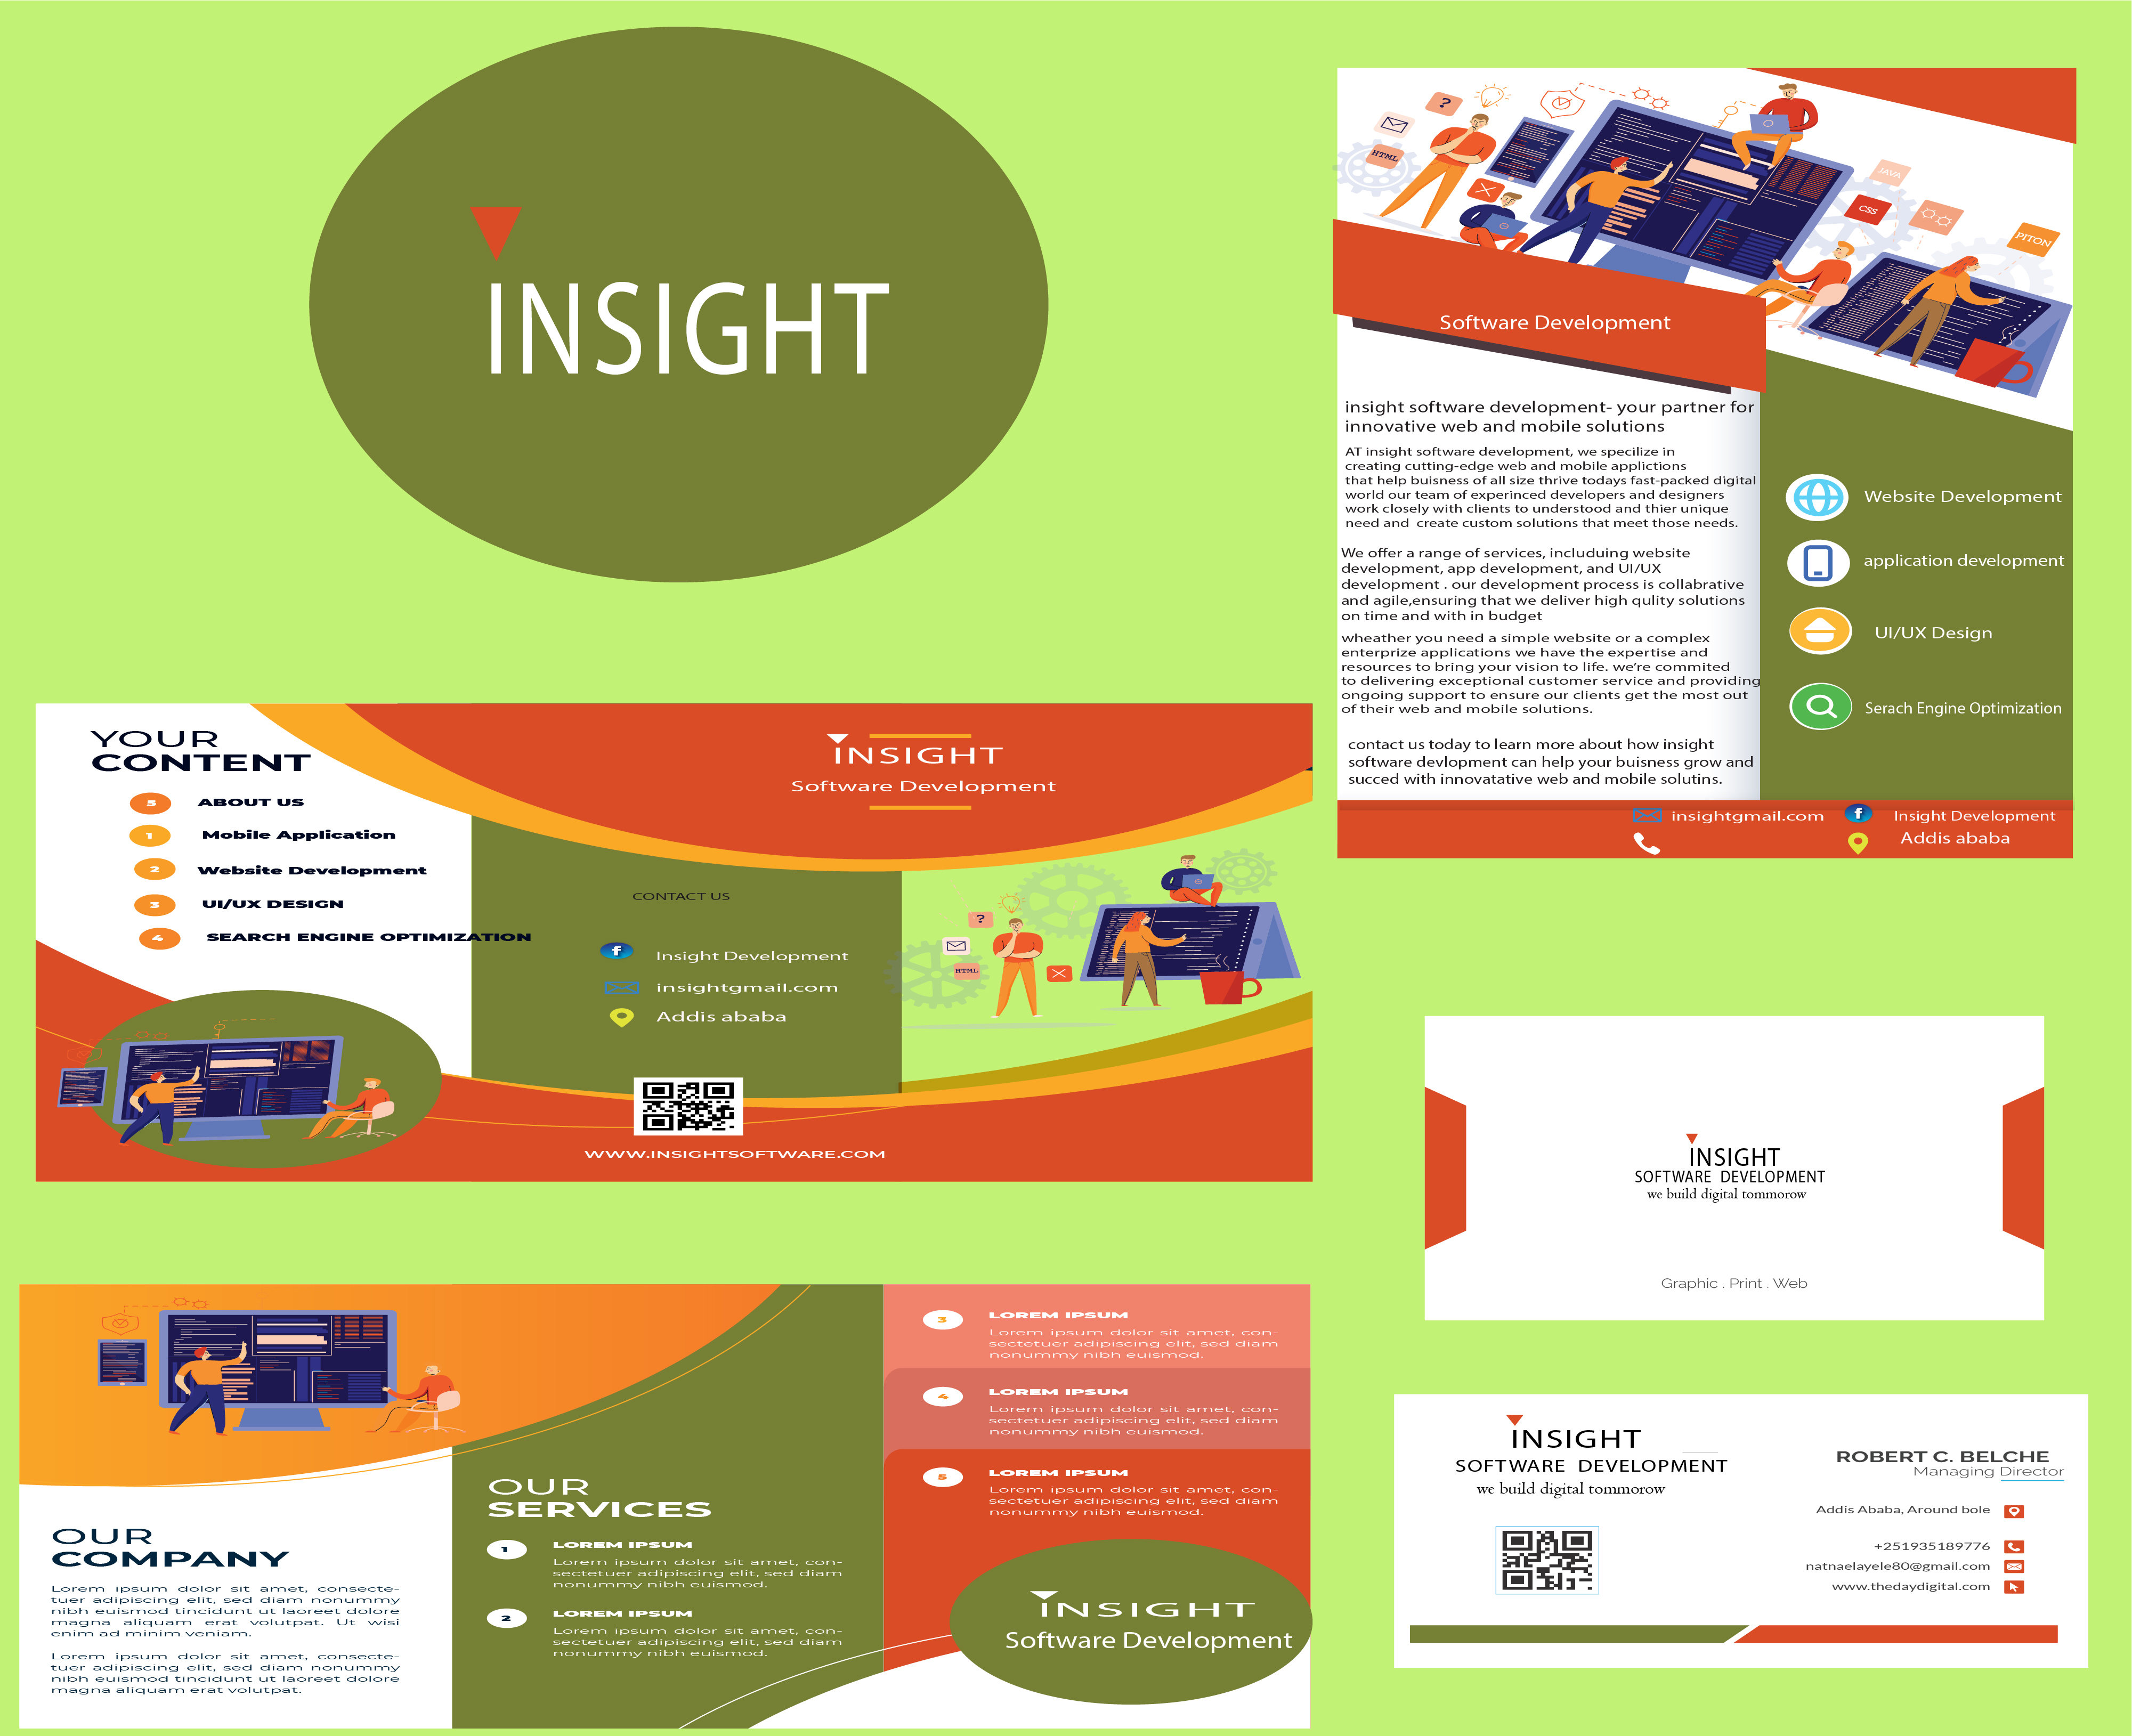 INSIGHT
?
HTML
JAVA
CSS
PITON
Software Development
insight software development- your partner for
innovative web and mobile solutions
AT insight software development, we specilize in
creating cutting-edge web and mobile applictions
that help buisness of all size thrive todays fast-packed digital
world our team of experinced developers and designers
work closely with clients to understood and thier unique
need and create custom solutions that meet those needs.
We offer a range of services, includuing website
development, app development, and UI/UX
development . our development process is collabrative
and agile,ensuring that we deliver high qulity solutions
on time and with in budget
wheather you need a simple website or a complex
enterprize applications we have the expertise and
resources to bring your vision to life. we're commited
to delivering exceptional customer service and providing
ongoing support to ensure our clients get the most out
of their web and mobile solutions.
contact us today to learn more about how insight
software devlopment can help your buisness grow and
succed with innovatative web and mobile solutins.
Website Development
application development
UI/UX Design
Serach Engine Optimization
insightgmail.com
f Insight Development
Addis ababa
YOUR
CONTENT
5 ABOUT US
1 Mobile Application
2 Website Development
3 UI/UX DESIGN
4 SEARCH ENGINE OPTIMIZATION
INSIGHT
Software Development
CONTACT US
f Insight Development
insightgmail.com
Addis ababa
?
HTML
WWW.INSIGHTSOFTWARE.COM
INSIGHT
SOFTWARE DEVELOPMENT
we build digital tommorow
Graphic . Print . Web
OUR
COMPANY
Lorem ipsum dolor sit amet, consecte-
tuer adipiscing elit, sed diam nonummy
nibh euismod tincidunt ut laoreet dolore
magna aliquam erat volutpat. Ut wisi
enim ad minim veniam.
Lorem ipsum dolor sit amet, consecte-
tuer adipiscing elit, sed diam nonummy
nibh euismod tincidunt ut laoreet dolore
magna aliquam erat volutpat.
OUR
SERVICES
1 LOREM IPSUM
Lorem ipsum dolor sit amet, con-
sectetuer adipiscing elit, sed diam
nonummy nibh euismod.
2 LOREM IPSUM
Lorem ipsum dolor sit amet, con-
sectetuer adipiscing elit, sed diam
nonummy nibh euismod.
3 LOREM IPSUM
Lorem ipsum dolor sit amet, con-
sectetuer adipiscing elit, sed diam
nonummy nibh euismod.
4 LOREM IPSUM
Lorem ipsum dolor sit amet, con-
sectetuer adipiscing elit, sed diam
nonummy nibh euismod.
5 LOREM IPSUM
Lorem ipsum dolor sit amet, con-
sectetuer adipiscing elit, sed diam
nonummy nibh euismod.
INSIGHT
Software Development
INSIGHT
SOFTWARE DEVELOPMENT
we build digital tommorow
ROBERT C. BELCHE
Managing Director
Addis Ababa, Around bole
+251935189776
natnaelayele80@gmail.com
www.thedaydigital.com